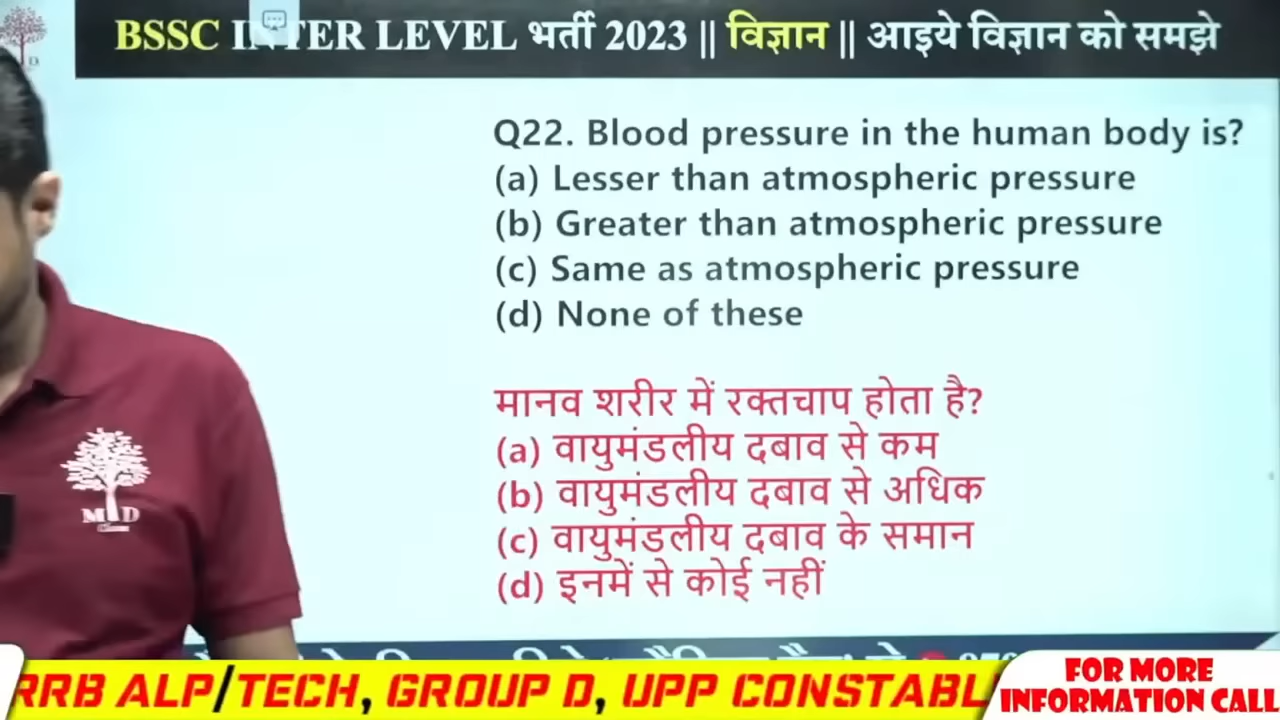 BSSC INTER LEVEL भर्ती 2023 || विज्ञान || आइये विज्ञान को समझे
Q22. Blood pressure in the human body is?
(a) Lesser than atmospheric pressure
(b) Greater than atmospheric pressure
(c) Same as atmospheric pressure
(d) None of these
मानव शरीर में रक्तचाप होता है?
(a) वायुमंडलीय दबाव से कम
(b) वायुमंडलीय दबाव से अधिक
(c) वायुमंडलीय दबाव के समान
(d) इनमें से कोई नहीं
RRB ALP/TECH, GROUP D, UPP CONSTABL
FOR MORE
INFORMATION CALL